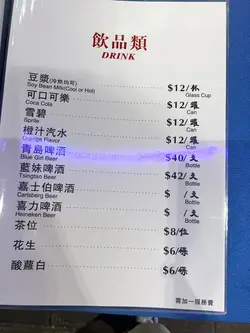 飲品類
DRINK
豆漿(冷熱均可) $12/杯
Soy Bean Milk(Cool or Hot) Glass Cup
可口可樂 $12/罐
Coca Cola Can
雪碧 $12/罐
Sprite Can
橙汁汽水 $12/罐
Orange Flavor Can
青島啤酒 $40/支
Blue Girl Beer Bottle
藍妹啤酒 $42/支
Tsingtao Beer Bottle
嘉士伯啤酒 $ /支
Carlsberg Beer Bottle
喜力啤酒 $ /支
Heineken Beer Bottle
茶位 $8/位
花生 $6/碟
酸蘿白 $6/碟
需加一服務費